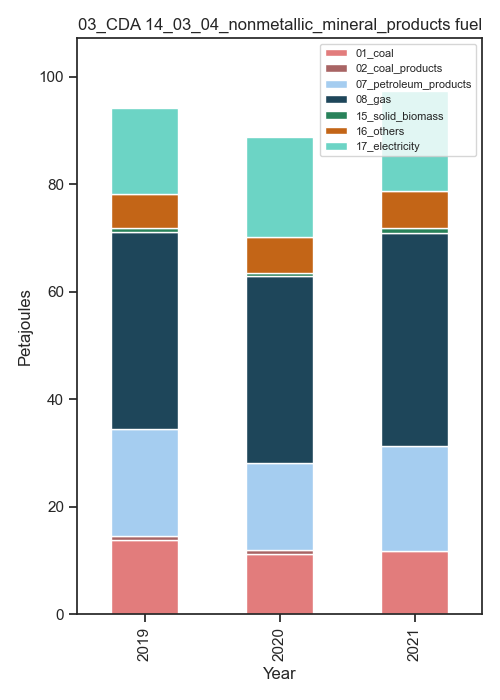 03_CDA 14_03_04_nonmetallic_mineral_products fuel
01_coal
02_coal_products
07_petroleum_products
08_gas
15_solid_biomass
16_others
17_electricity
100
80
60
40
20
0
Petajoules
2019
2020
2021
Year